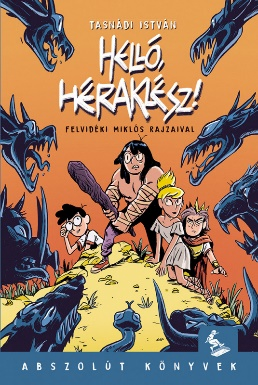 TASNÁDI ISTVÁN
HELLÓ,
HÉRAKLÉSZ!
FELVIDÉKI MIKLÓS RAJZAIVAL
ABSZOLÚT KÖNYVEK